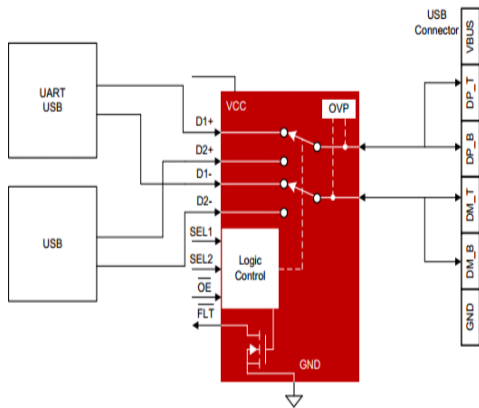 USB
Connector
UART
USB
USB
VCC
OVP
D1+
D2+
D1-
D2-
SEL1
SEL2
OE
FLT
Logic
Control
GND
VBUS
DP_T
DP_B
DM_T
DM_B
GND